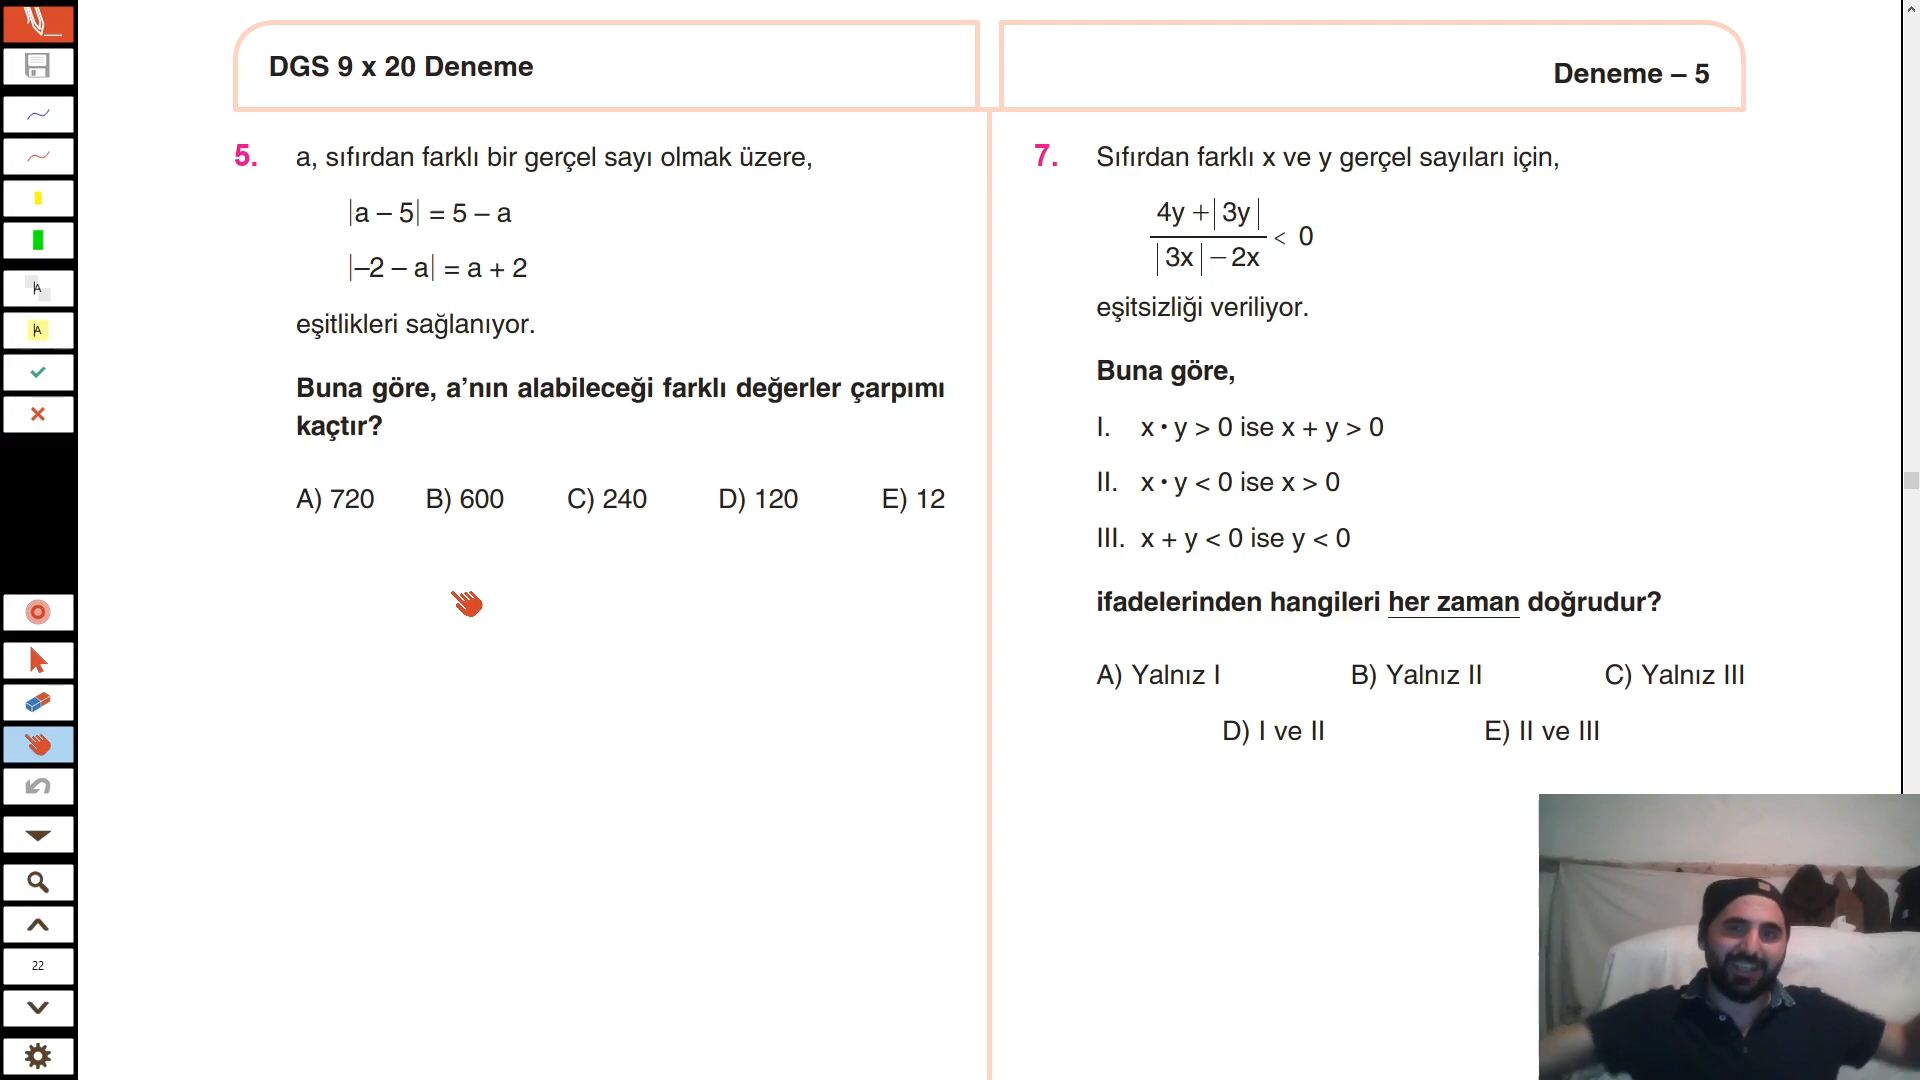 DGS 9 x 20 Deneme
Deneme – 5
5. a, sıfırdan farklı bir gerçel sayı olmak üzere,
|a – 5| = 5 – a
|–2 – a| = a + 2
eşitlikleri sağlanıyor.
Buna göre, a’nın alabileceği farklı değerler çarpımı
kaçtır?
A) 720 B) 600 C) 240 D) 120 E) 12
7. Sıfırdan farklı x ve y gerçel sayıları için,
4y + |3y|
< 0
|3x| – 2x
eşitsizliği veriliyor.
Buna göre,
I. x • y > 0 ise x + y > 0
II. x • y < 0 ise x > 0
III. x + y < 0 ise y < 0
ifadelerinden hangileri her zaman doğrudur?
A) Yalnız I B) Yalnız II C) Yalnız III
D) I ve II E) II ve III
A
A
22